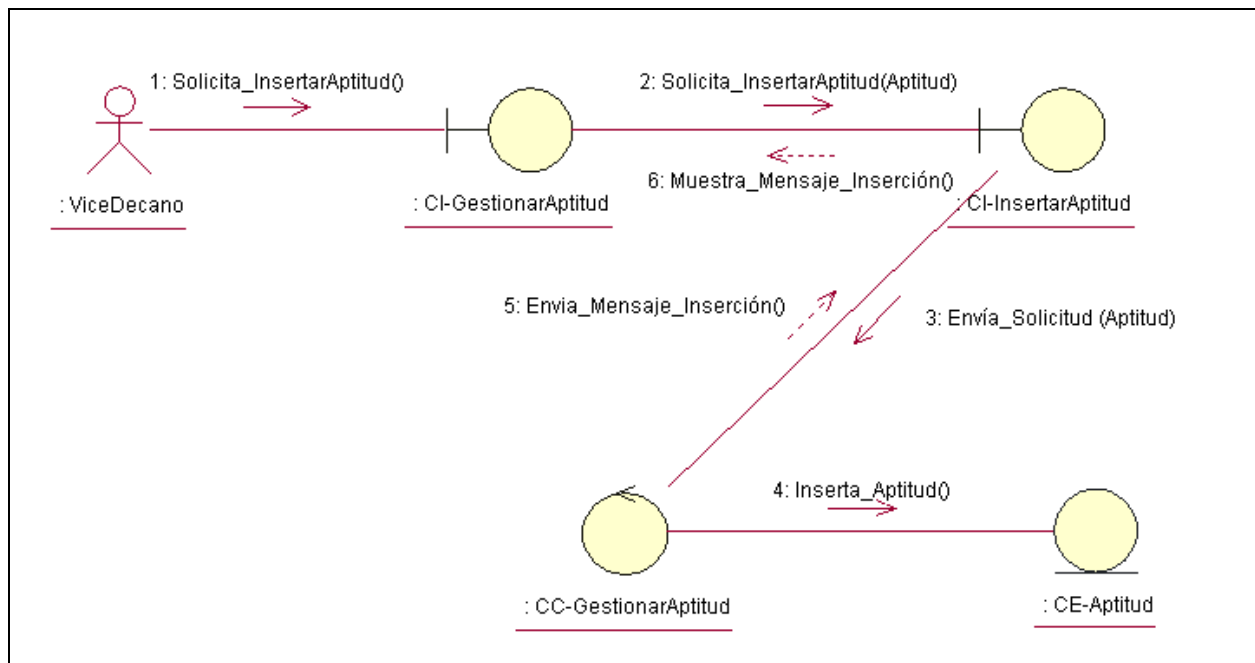 1: Solicita_InsertarAptitud()
2: Solicita_InsertarAptitud(Aptitud)
6: Muestra_Mensaje_Inserción()
: ViceDecano
: CI-GestionarAptitud
: CI-InsertarAptitud
5: Envia_Mensaje_Inserción()
3: Envía_Solicitud (Aptitud)
4: Inserta_Aptitud()
: CC-GestionarAptitud
: CE-Aptitud